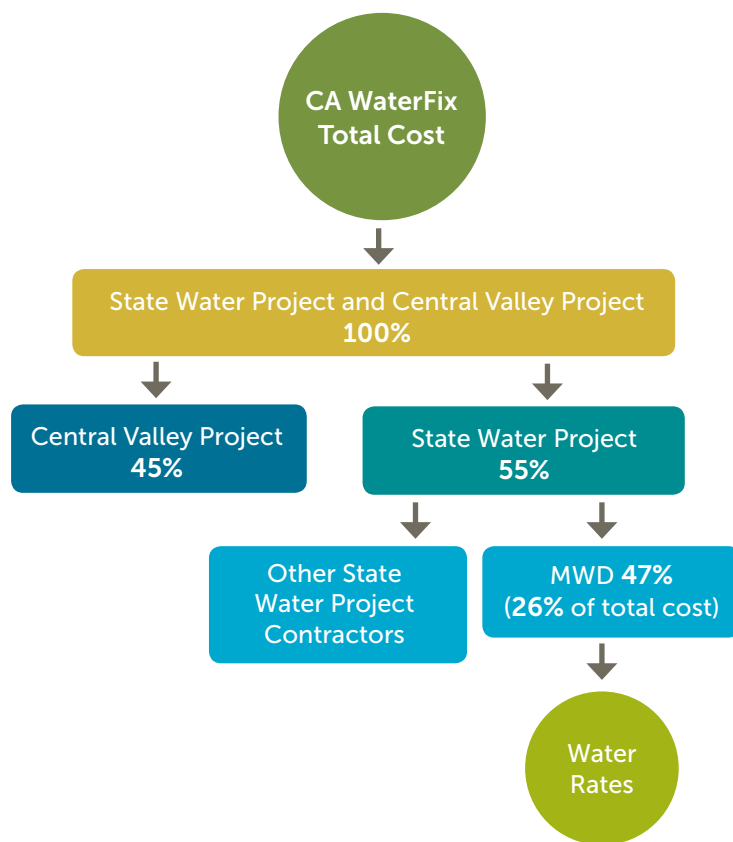 CA WaterFix
Total Cost
State Water Project and Central Valley Project
100%
Central Valley Project
45%
State Water Project
55%
Other State
Water Project
Contractors
MWD 47%
(26% of total cost)
Water
Rates